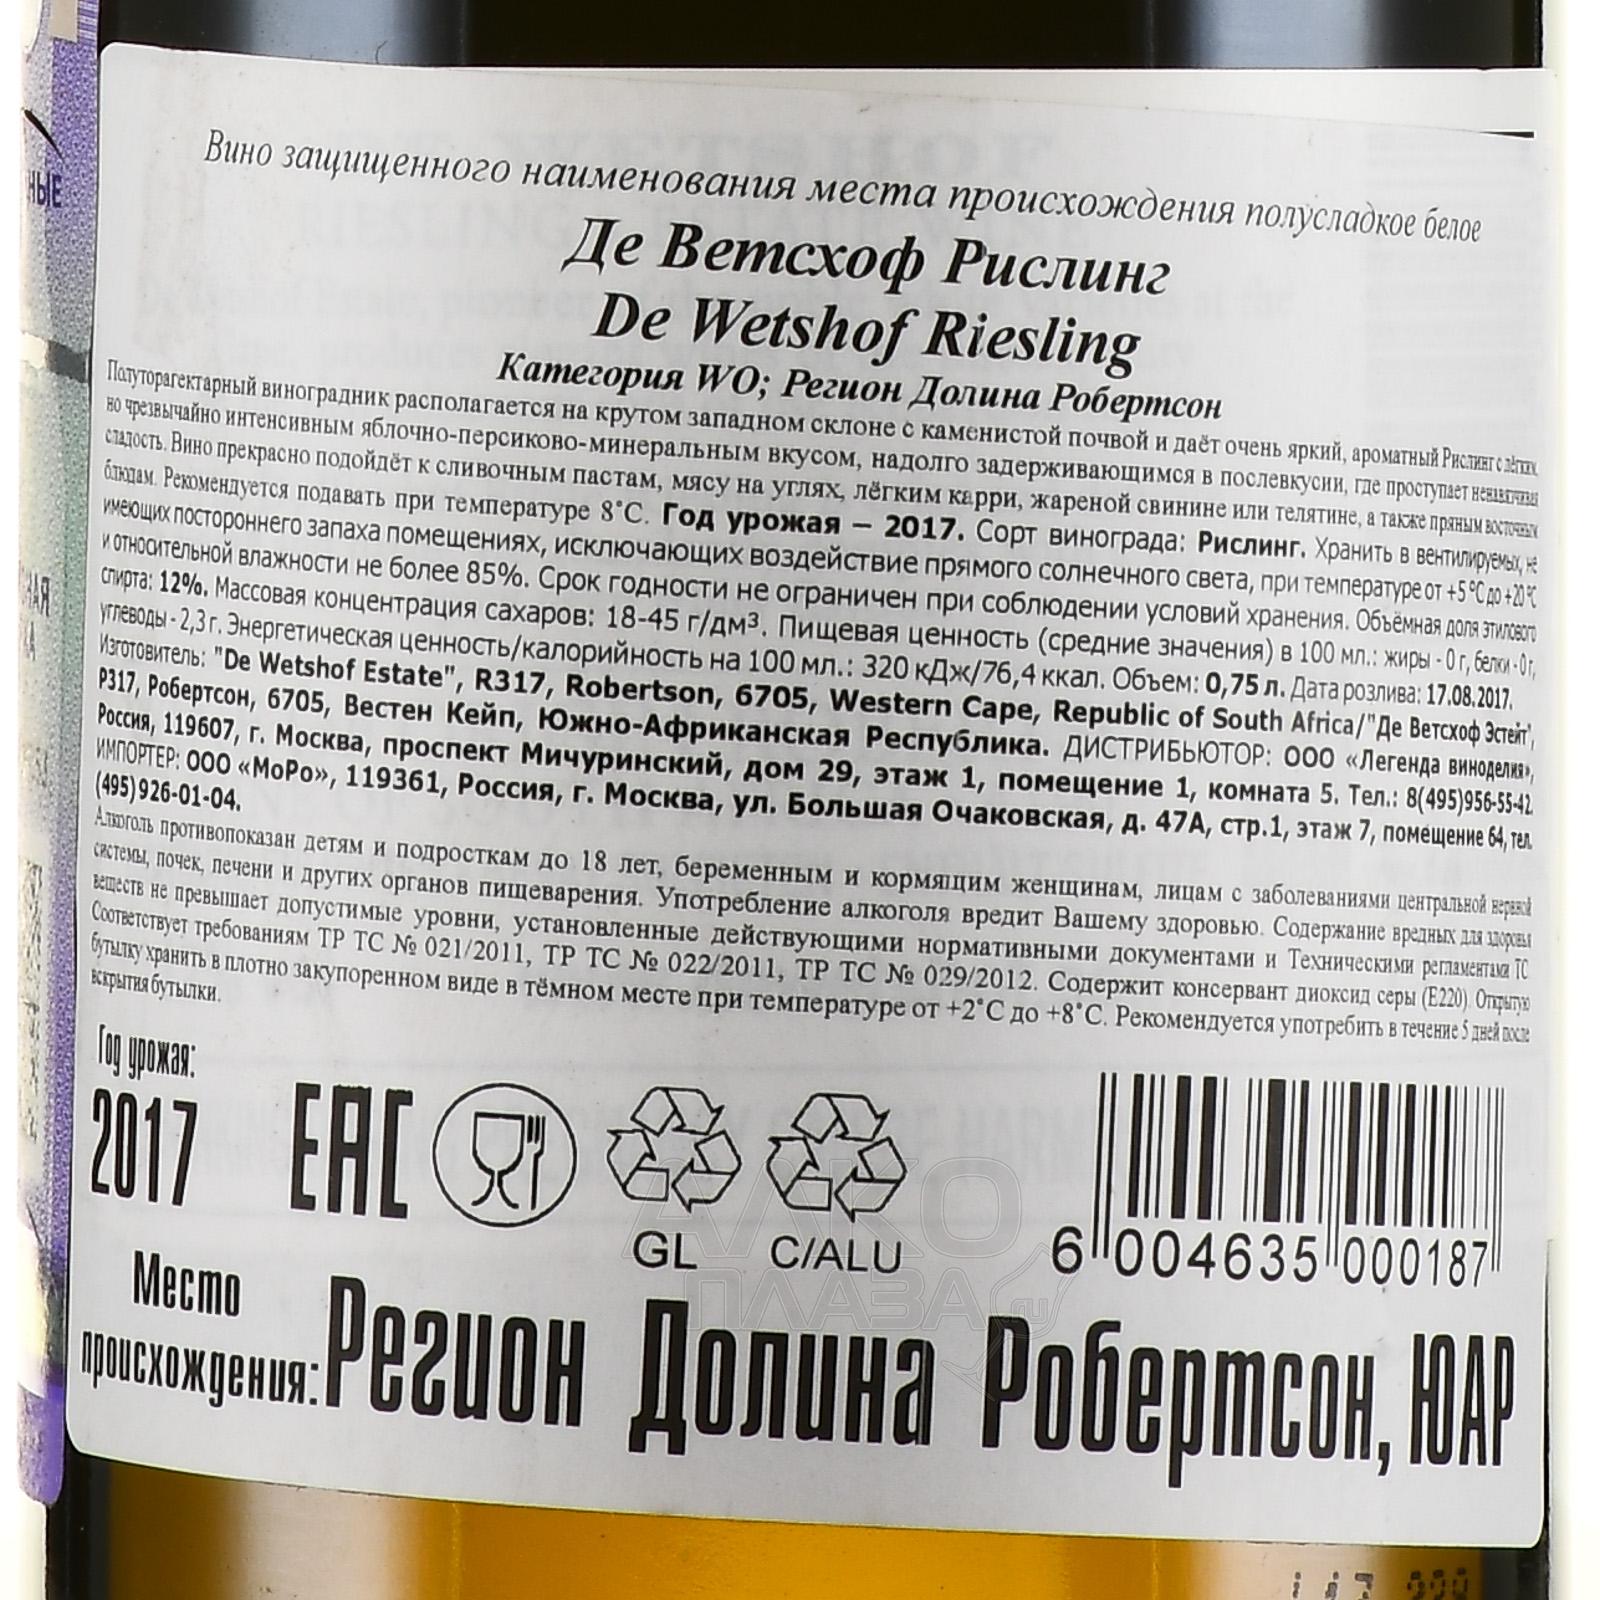 Вино защищенного наименования места происхождения полусладкое белое
Де Ветсхоф Рислинг
De Wetshof Riesling
Категория WO; Регион Долина Робертсон
Полуторагектарный виноградник располагается на крутом западном склоне с каменистой почвой и даёт очень яркий, ароматный Рислинг с лёгким,
но чрезвычайно интенсивным яблочно-персиково-минеральным вкусом, надолго задерживающимся в послевкусии, где проступает ненавязчивая
сладость. Вино прекрасно подойдёт к сливочным пастам, мясу на углях, лёгким карри, жареной свинине или телятине, а также пряным восточным
блюдам. Рекомендуется подавать при температуре 8˚С. Год урожая – 2017. Сорт винограда: Рислинг. Хранить в вентилируемых, не
имеющих постороннего запаха помещениях, исключающих воздействие прямого солнечного света, при температуре от +5 °С до +20 °С
и относительной влажности не более 85%. Срок годности не ограничен при соблюдении условий хранения. Объёмная доля этилового
спирта: 12%. Массовая концентрация сахаров: 18-45 г/дм³. Пищевая ценность (средние значения) в 100 мл.: жиры - 0 г, белки - 0 г,
углеводы - 2,3 г. Энергетическая ценность/калорийность на 100 мл.: 320 кДж/76,4 ккал. Объем: 0,75 л. Дата розлива: 17.08.2017.
Изготовитель: "De Wetshof Estate", R317, Robertson, 6705, Western Cape, Republic of South Africa/"Де Ветсхоф Эстейт",
Р317, Робертсон, 6705, Вестен Кейп, Южно-Африканская Республика. ДИСТРИБЬЮТОР: ООО «Легенда виноделия»,
Россия, 119607, г. Москва, проспект Мичуринский, дом 29, этаж 1, помещение 1, комната 5. Тел.: 8(495)956-55-42.
ИМПОРТЕР: ООО «МоРо», 119361, Россия, г. Москва, ул. Большая Очаковская, д. 47А, стр.1, этаж 7, помещение 64, тел.
(495)926-01-04.
Алкоголь противопоказан детям и подросткам до 18 лет, беременным и кормящим женщинам, лицам с заболеваниями центральной нервной
системы, почек, печени и других органов пищеварения. Употребление алкоголя вредит Вашему здоровью. Содержание вредных для здоровья
веществ не превышает допустимые уровни, установленные действующими нормативными документами и Техническими регламентами ТС.
Соответствует требованиям ТР ТС № 021/2011, ТР ТС № 022/2011, ТР ТС № 029/2012. Содержит консервант диоксид серы (Е220). Открытую
бутылку хранить в плотно закупоренном виде в тёмном месте при температуре от +2˚С до +8˚С. Рекомендуется употребить в течение 5 дней после
вскрытия бутылки.
Год урожая:
2017
EAC
GL
C/ALU
6 004635 000187
Место
происхождения:
Регион Долина Робертсон, ЮАР
АЛКО
ПЛАЗА.ru